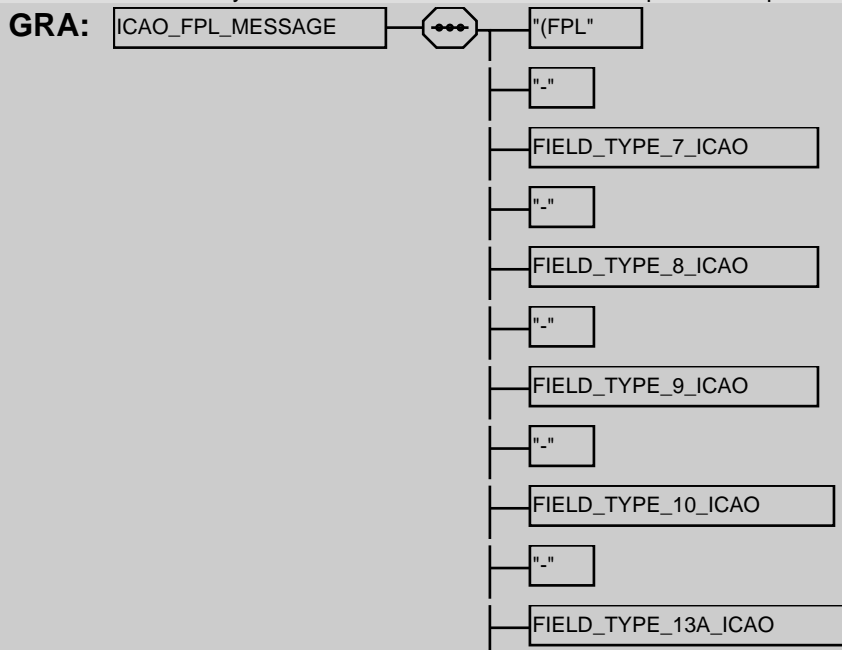 GRA: ICAO_FPL_MESSAGE "(FPL"
"-"
FIELD_TYPE_7_ICAO
"-"
FIELD_TYPE_8_ICAO
"-"
FIELD_TYPE_9_ICAO
"-"
FIELD_TYPE_10_ICAO
"-"
FIELD_TYPE_13A_ICAO